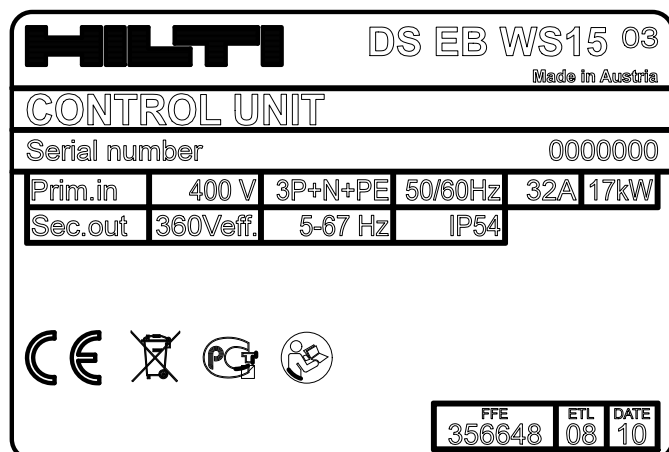 HILTI DS EB WS15 03
Made in Austria
CONTROL UNIT
Serial number 0000000
Prim.in 400 V 3P+N+PE 50/60Hz 32A 17kW
Sec.out 360Veff. 5-67 Hz IP54
CE PCT
FFE ETL DATE
356648 08 10